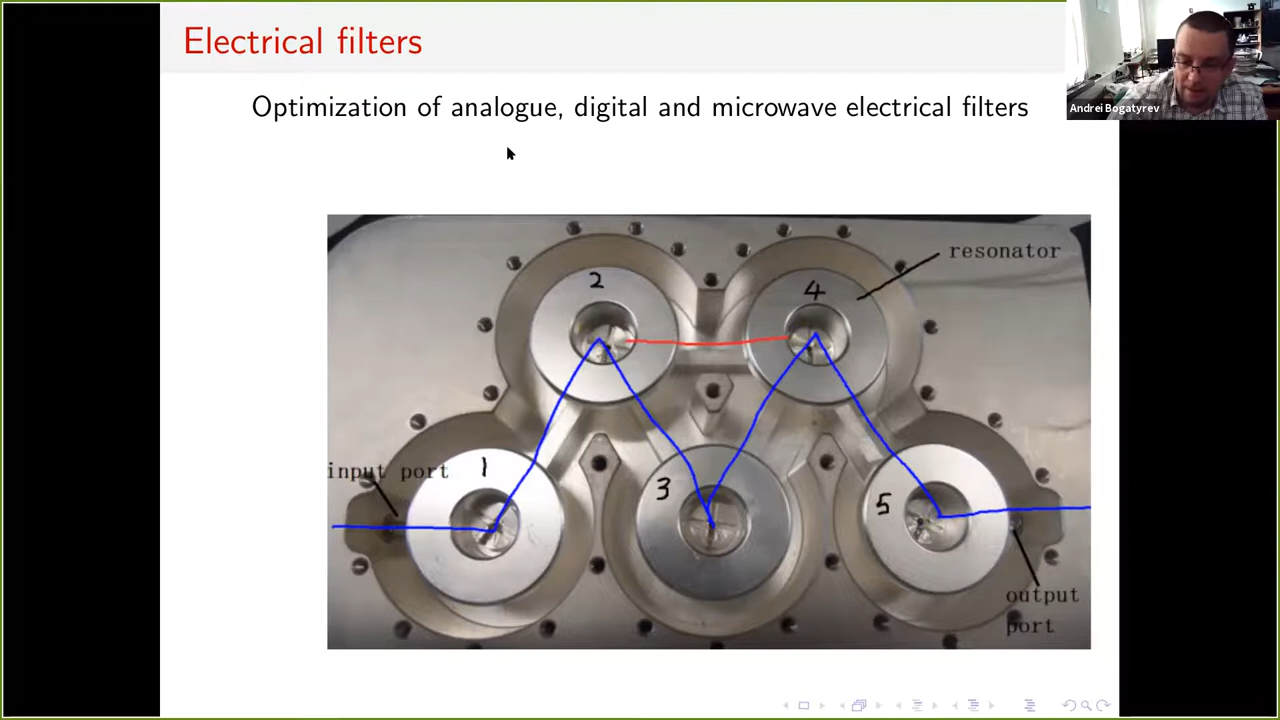 Electrical filters
Andrei Bogatyrev
Optimization of analogue, digital and microwave electrical filters
resonator
2
4
input port
1
3
5
output
port